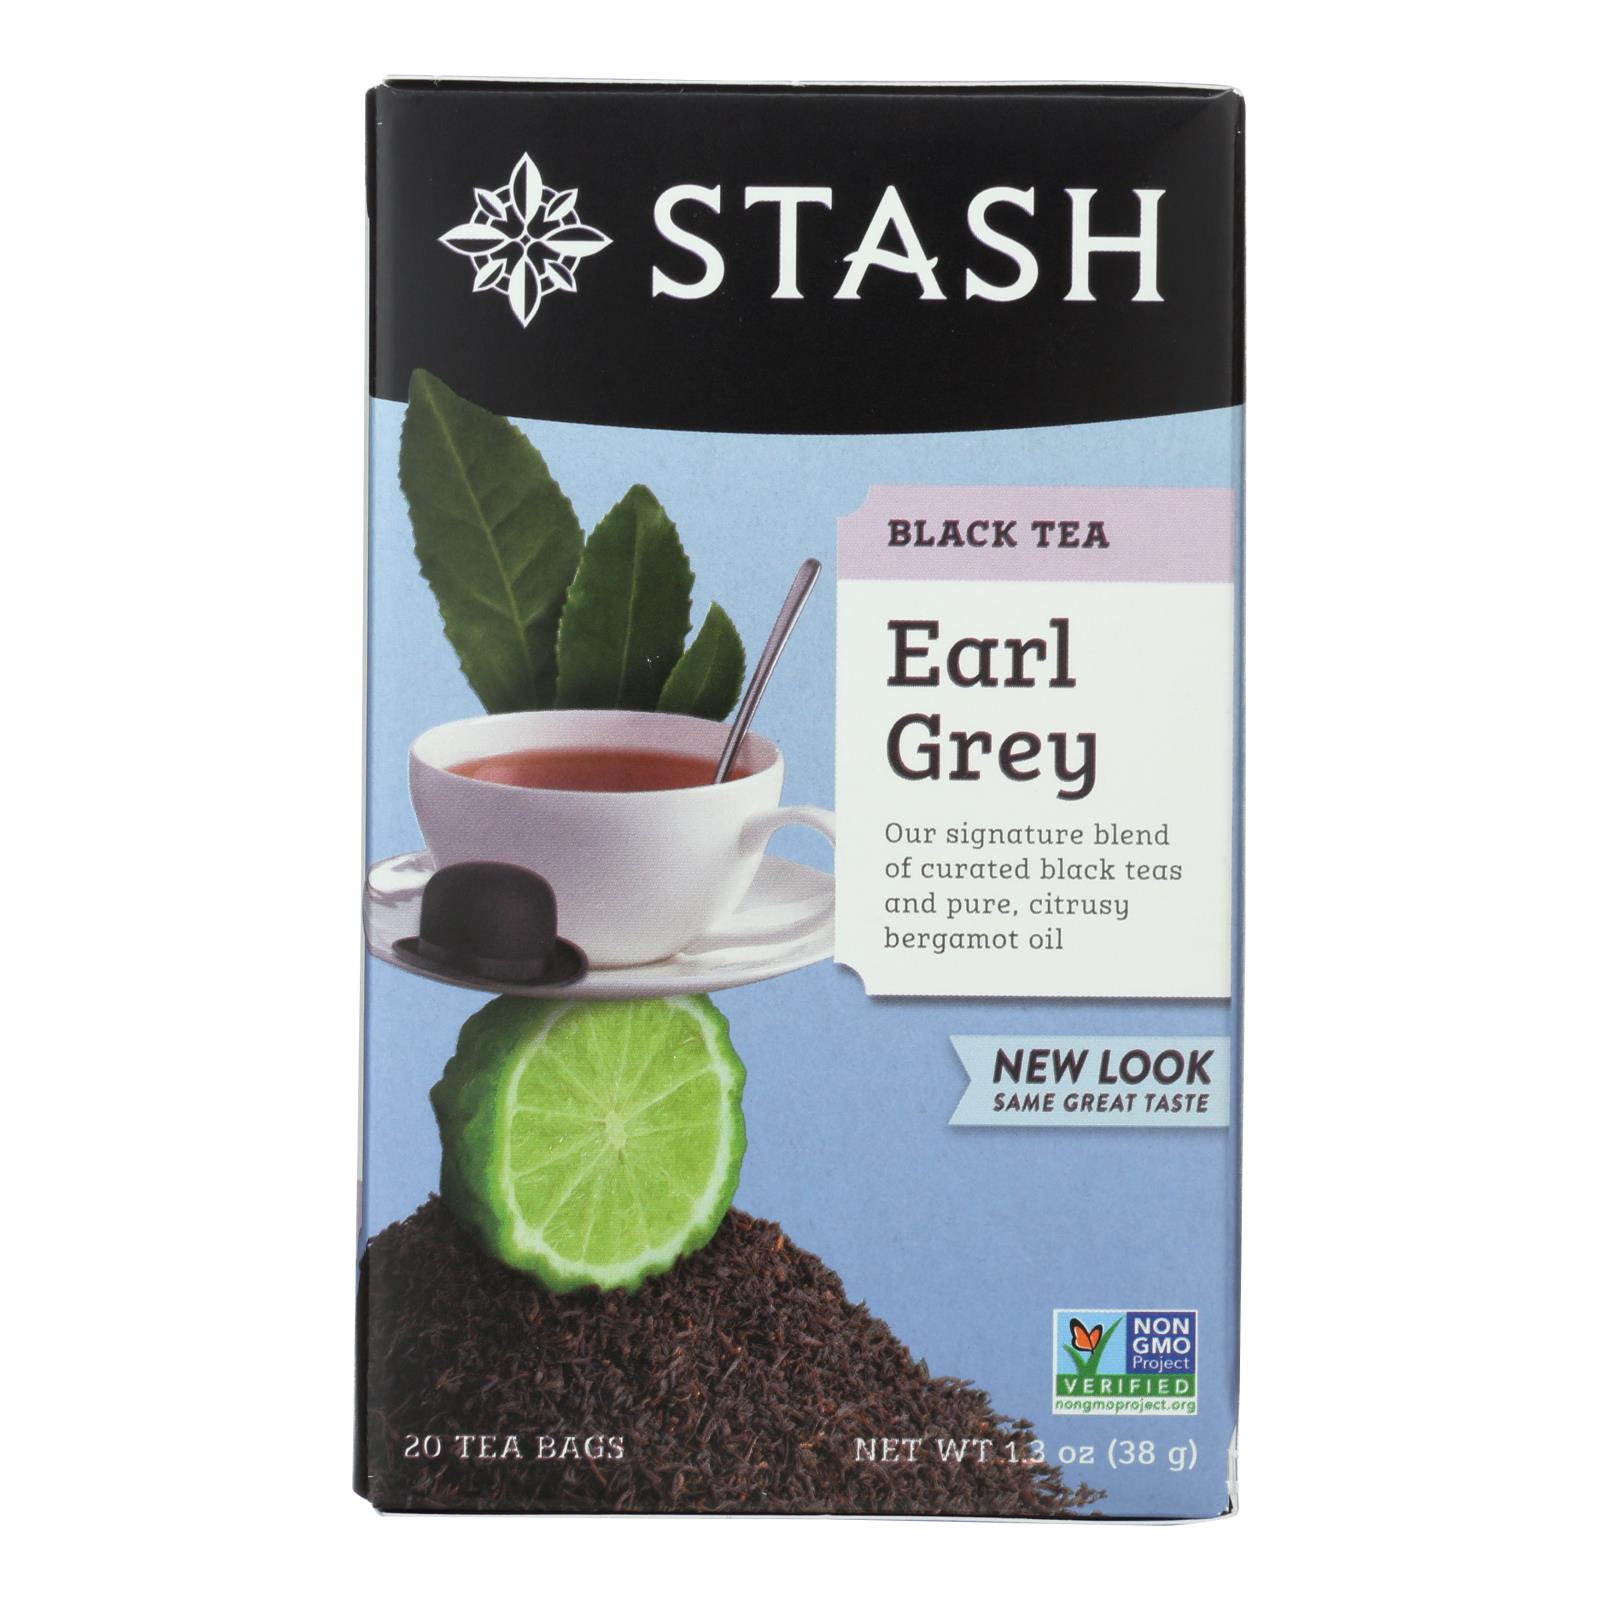 STASH
BLACK TEA
Earl
Grey
Our signature blend
of curated black teas
and pure, citrusy
bergamot oil
NEW LOOK
SAME GREAT TASTE
NON
GMO
Project
VERIFIED
nongmoproject.org
20 TEA BAGS
NET WT 1.3 oz (38 g)